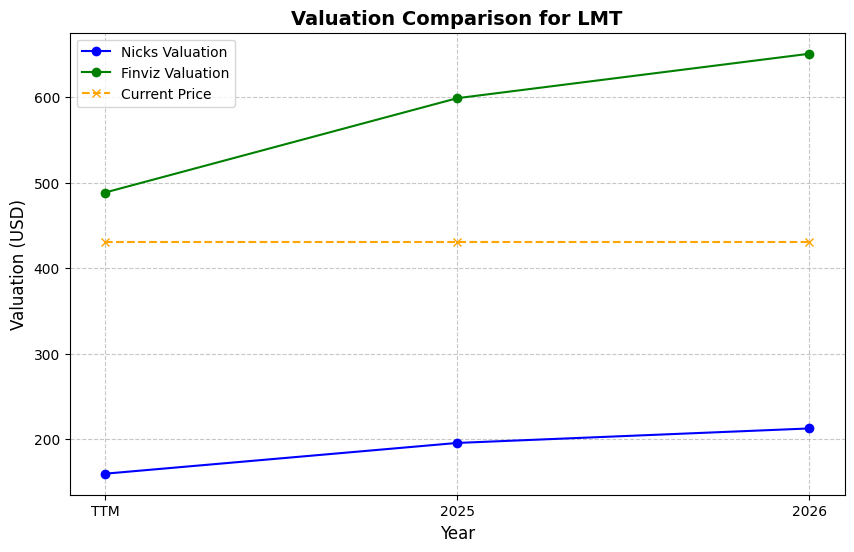 Valuation Comparison for LMT
Nicks Valuation
Finviz Valuation
Current Price
Valuation (USD)
600
500
400
300
200
TTM
2025
2026
Year